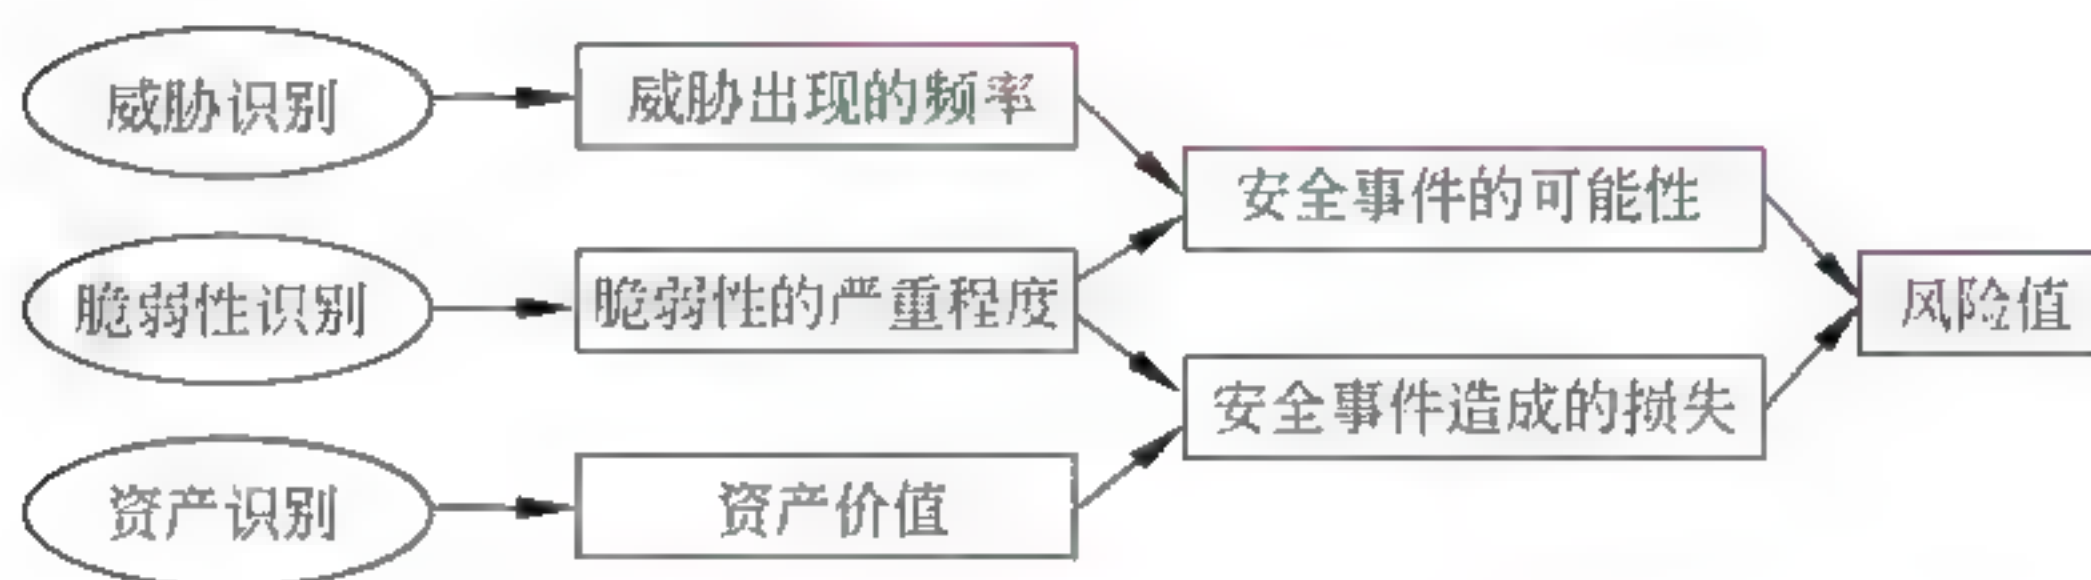 威胁识别
威胁出现的频率
安全事件的可能性
脆弱性识别
脆弱性的严重程度
风险值
安全事件造成的损失
资产识别
资产价值